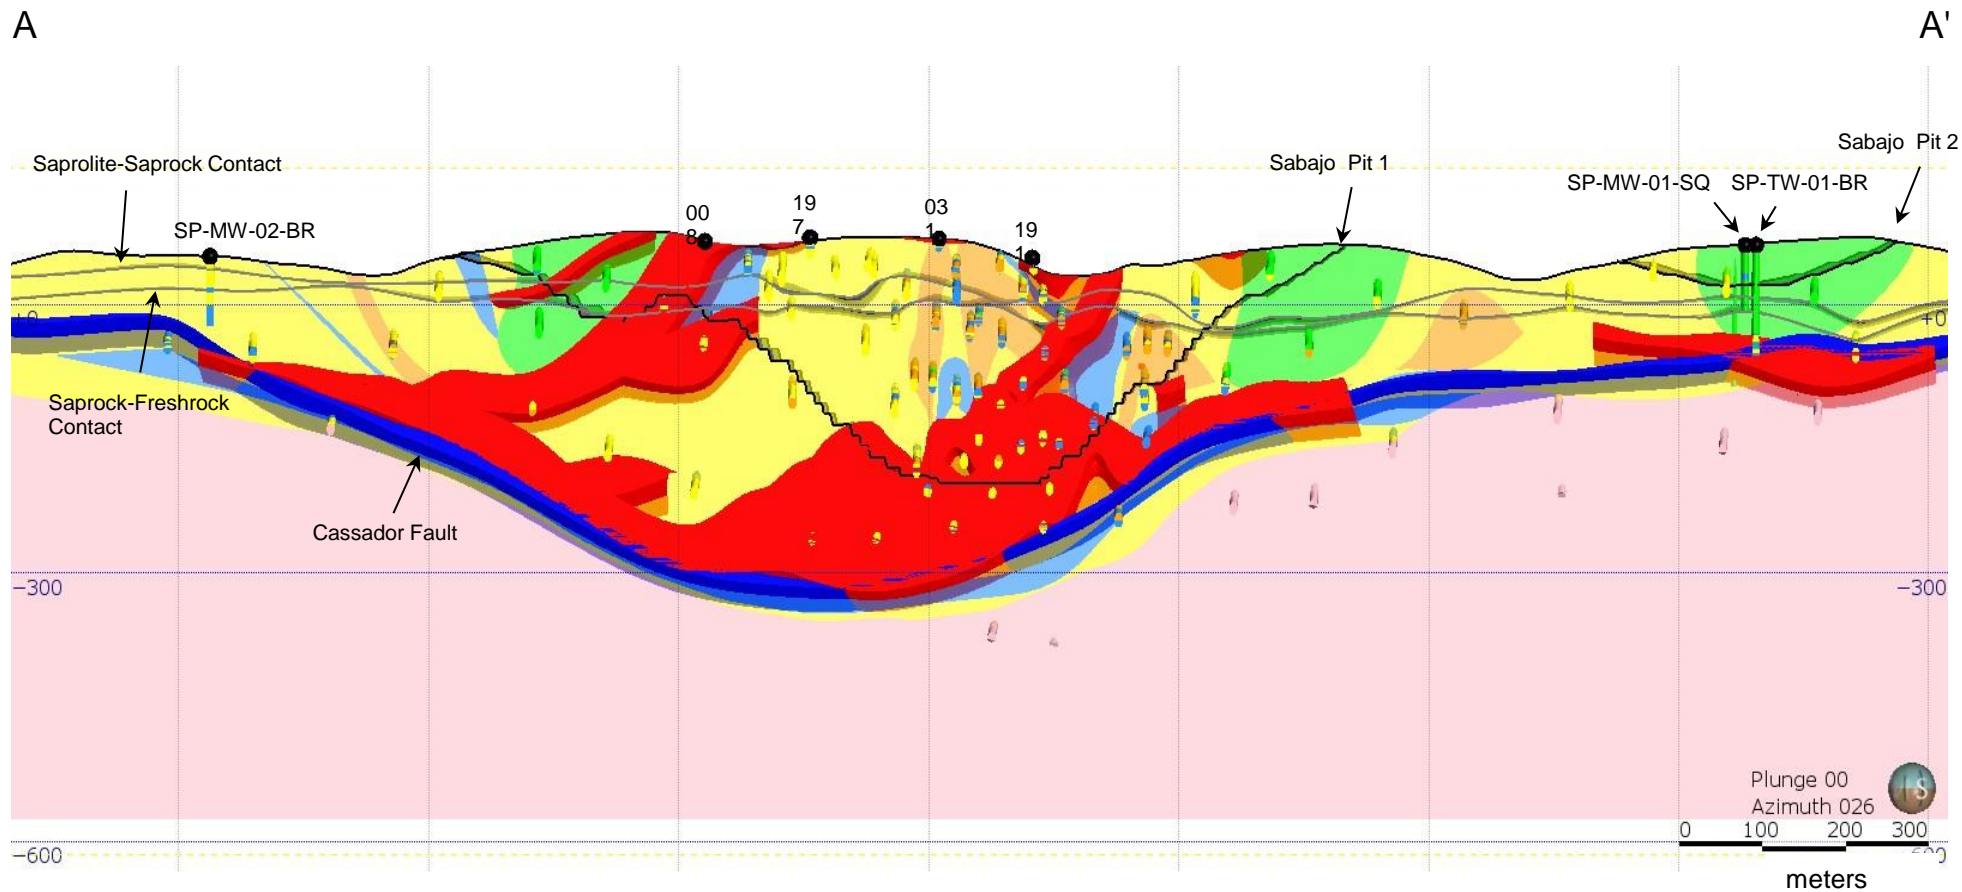 A
A'
Sabajo Pit 2
Sabajo Pit 1
Saprolite-Saprock Contact
SP-MW-01-SQ
SP-TW-01-BR
SP-MW-02-BR
00
8
19
7
03
1
19
+0
+0
Saprock-Freshrock
Contact
Cassador Fault
−300
−300
Plunge 00
Azimuth 026
S
0
100
200
300
−600
meters